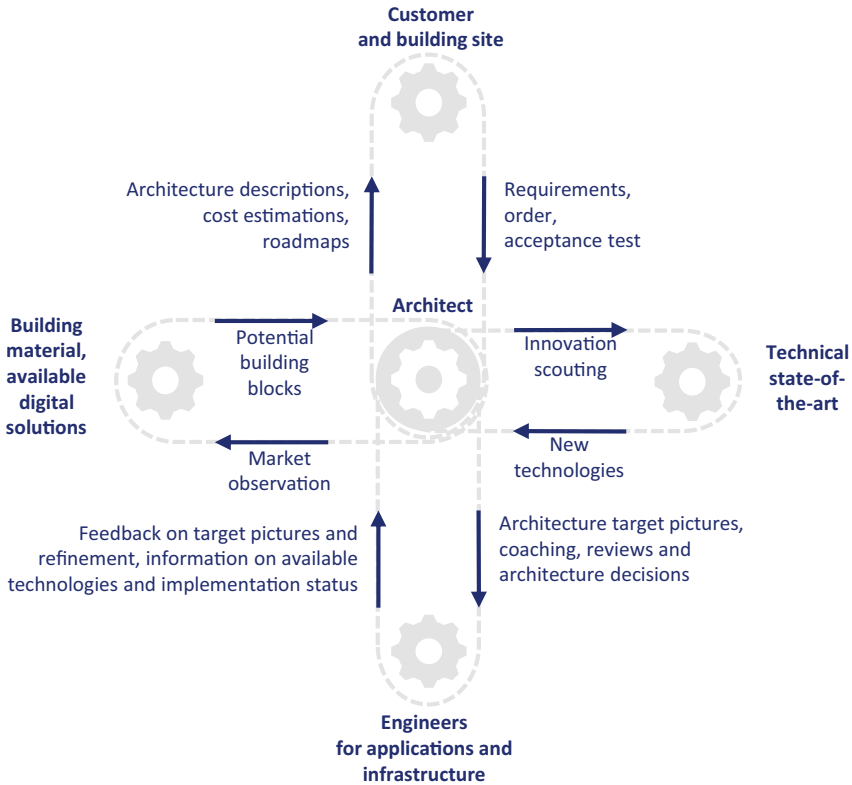 Customer
and building site
Architecture descriptions,
cost estimations,
roadmaps
Requirements,
order,
acceptance test
Architect
Building
material,
available
digital
solutions
Potential
building
blocks
Innovation
scouting
Technical
state-of-
the-art
Market
observation
New
technologies
Feedback on target pictures and
refinement, information on available
technologies and implementation status
Architecture target pictures,
coaching, reviews and
architecture decisions
Engineers
for applications and
infrastructure